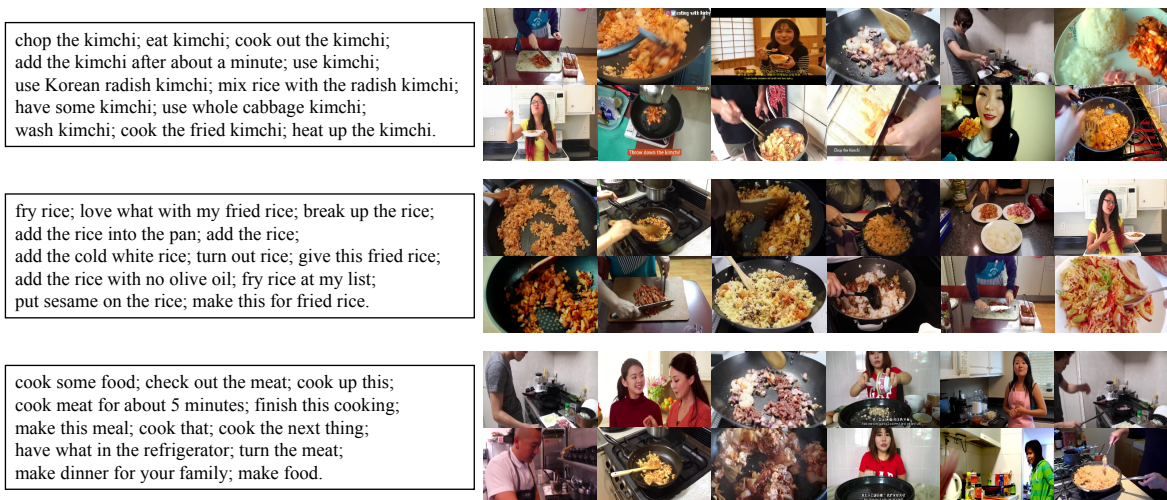 chop the kimchi; eat kimchi; cook out the kimchi;
add the kimchi after about a minute; use kimchi;
use Korean radish kimchi; mix rice with the radish kimchi;
have some kimchi; use whole cabbage kimchi;
wash kimchi; cook the fried kimchi; heat up the kimchi.
eating with
Throw down the kimchi!
Chop the kimchi
fry rice; love what with my fried rice; break up the rice;
add the rice into the pan; add the rice;
add the cold white rice; turn out rice; give this fried rice;
add the rice with no olive oil; fry rice at my list;
put sesame on the rice; make this for fried rice.
cook some food; check out the meat; cook up this;
cook meat for about 5 minutes; finish this cooking;
make this meal; cook that; cook the next thing;
have what in the refrigerator; turn the meat;
make dinner for your family; make food.